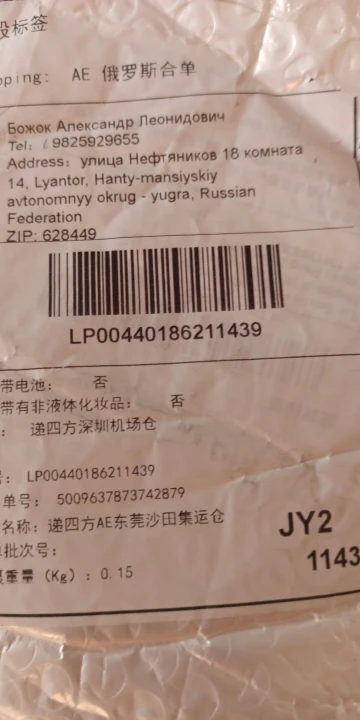 投标签
pping: AE 俄罗斯合单
Божок Александр Леонидович
Tel: 9825929655
Address: улица Нефтяников 18 комната
14, Lyantor, Hanty-mansiyskiy
avtonomnyy okrug - yugra, Russian
Federation
ZIP: 628449
LP00440186211439
带电池: 否
带有非液体化妆品: 否
: 递四方深圳机场仓
: LP00440186211439
单号: 5009637873742879
名称: 递四方AE东莞沙田集运仓
JY2
批次号:
1143
重量 (Kg) : 0.15